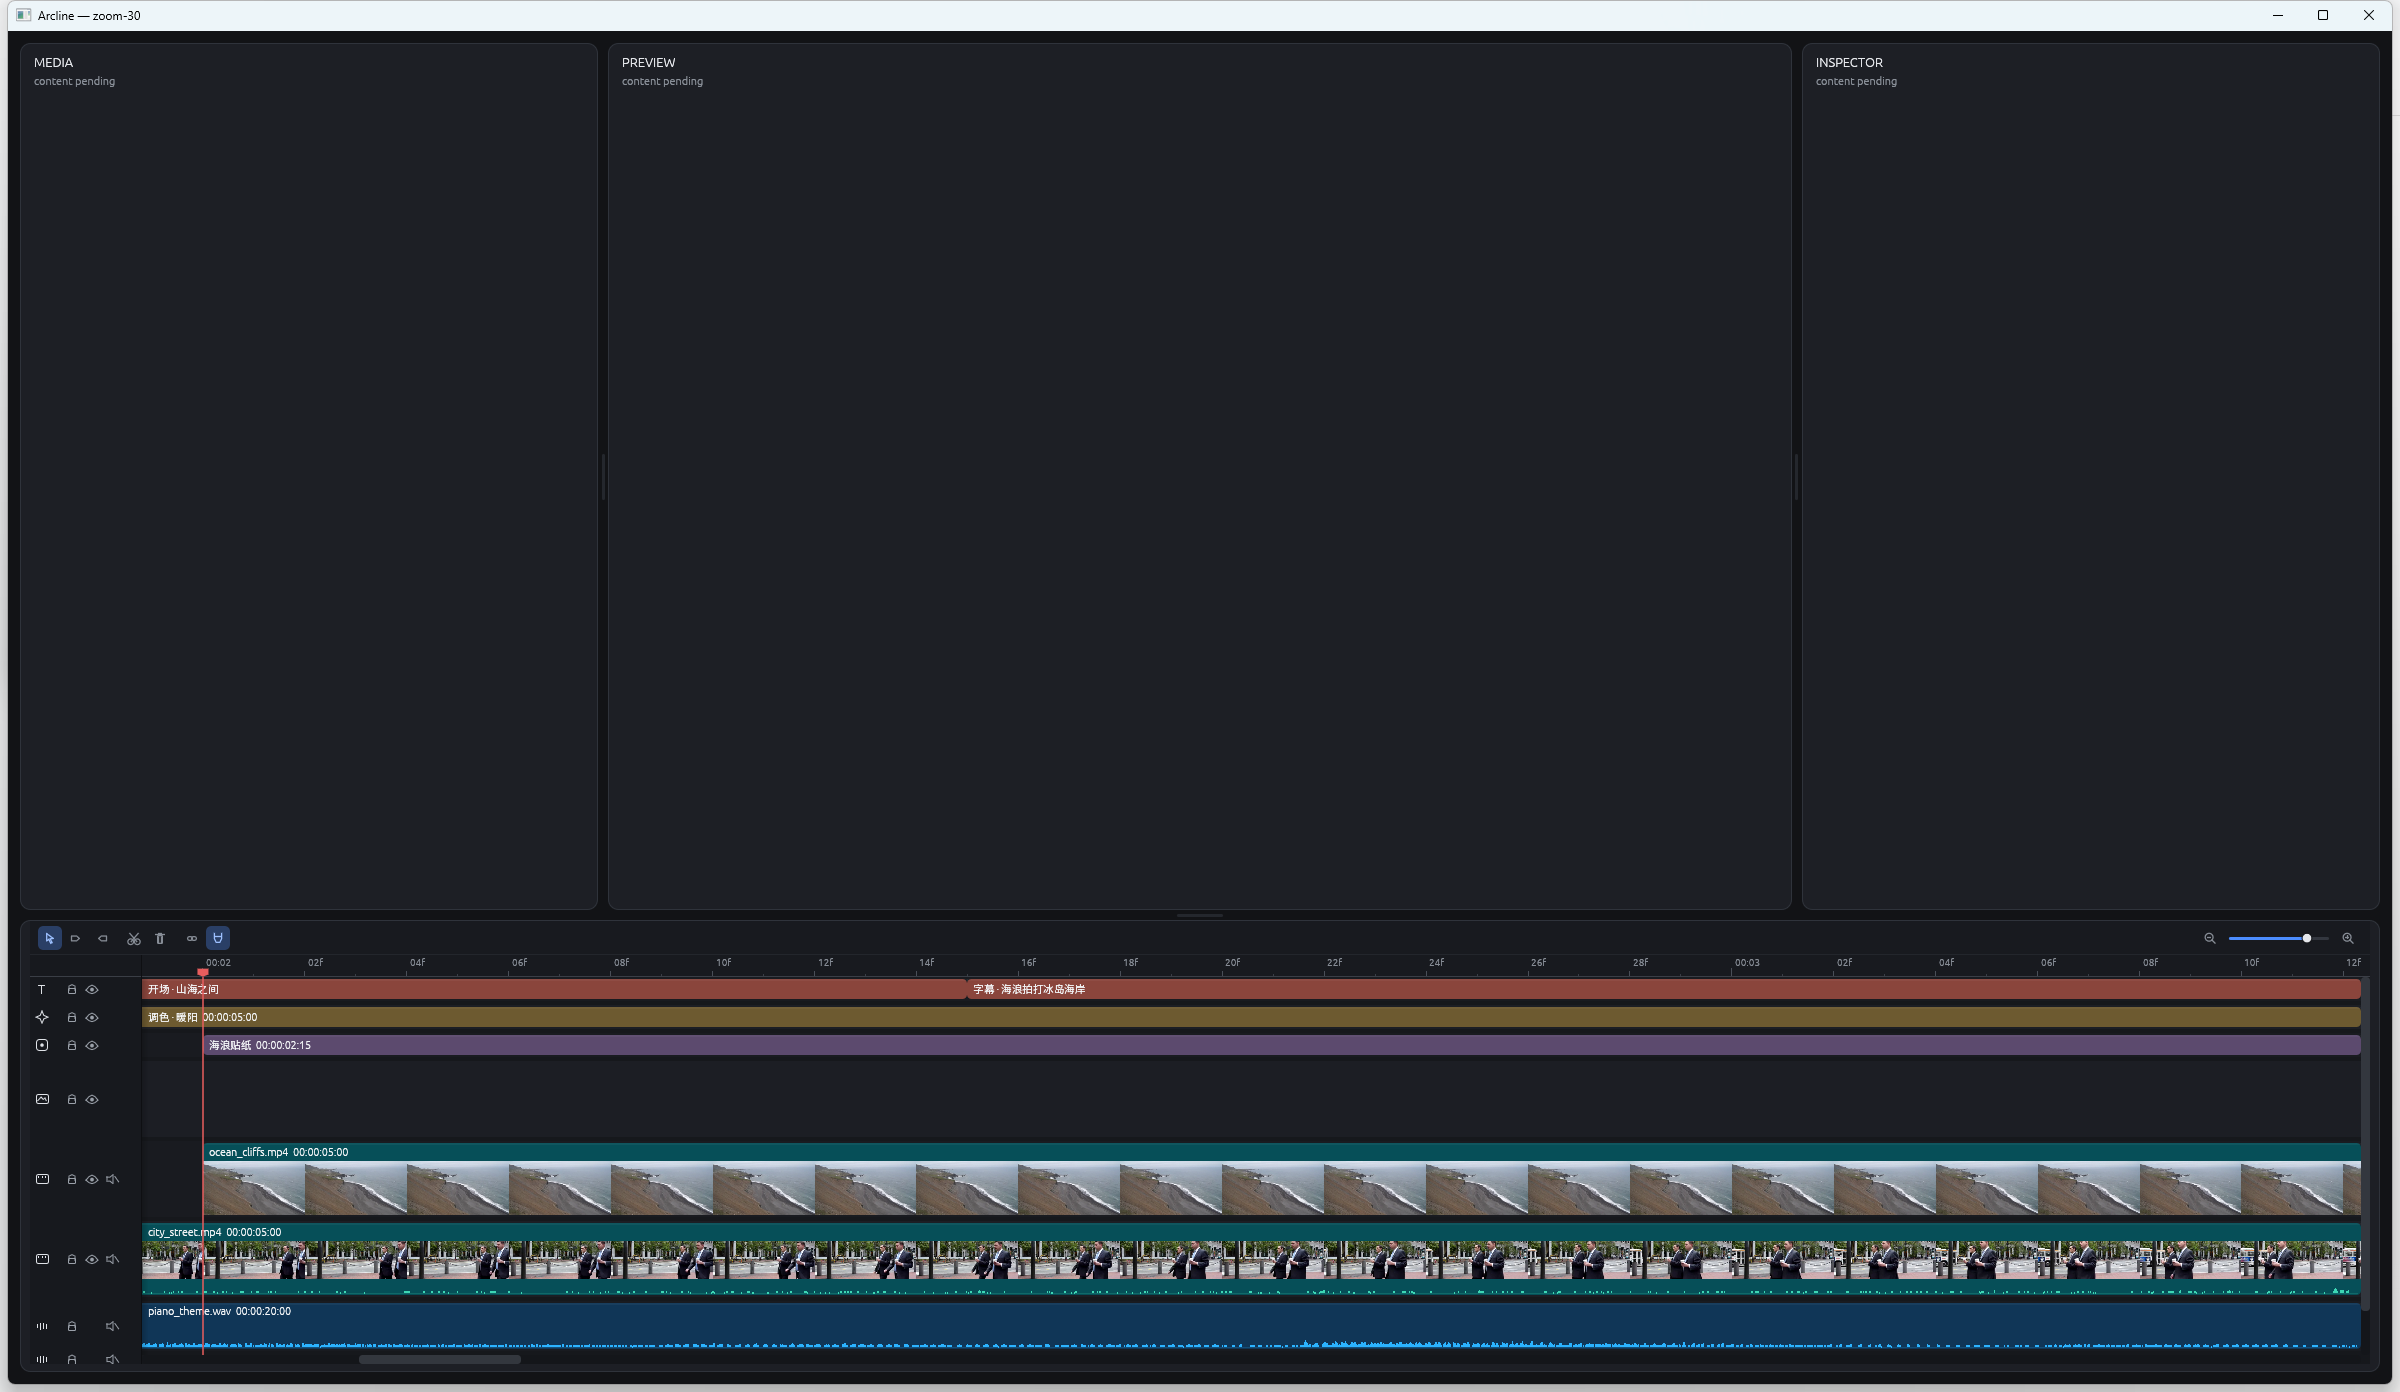 Arcline — zoom-30
MEDIA
content pending
PREVIEW
content pending
INSPECTOR
content pending
00:02 02f 04f 06f 08f 10f 12f 14f 16f 18f 20f 22f 24f 26f 28f 00:03 02f 04f 06f 08f 10f 12f
T
开场 · 山海之间
字幕 · 海浪拍打冰岛海岸
调色 · 暖阳 00:00:05:00
海浪贴纸 00:00:02:15
ocean_cliffs.mp4 00:00:05:00
city_street.mp4 00:00:05:00
piano_theme.wav 00:00:20:00